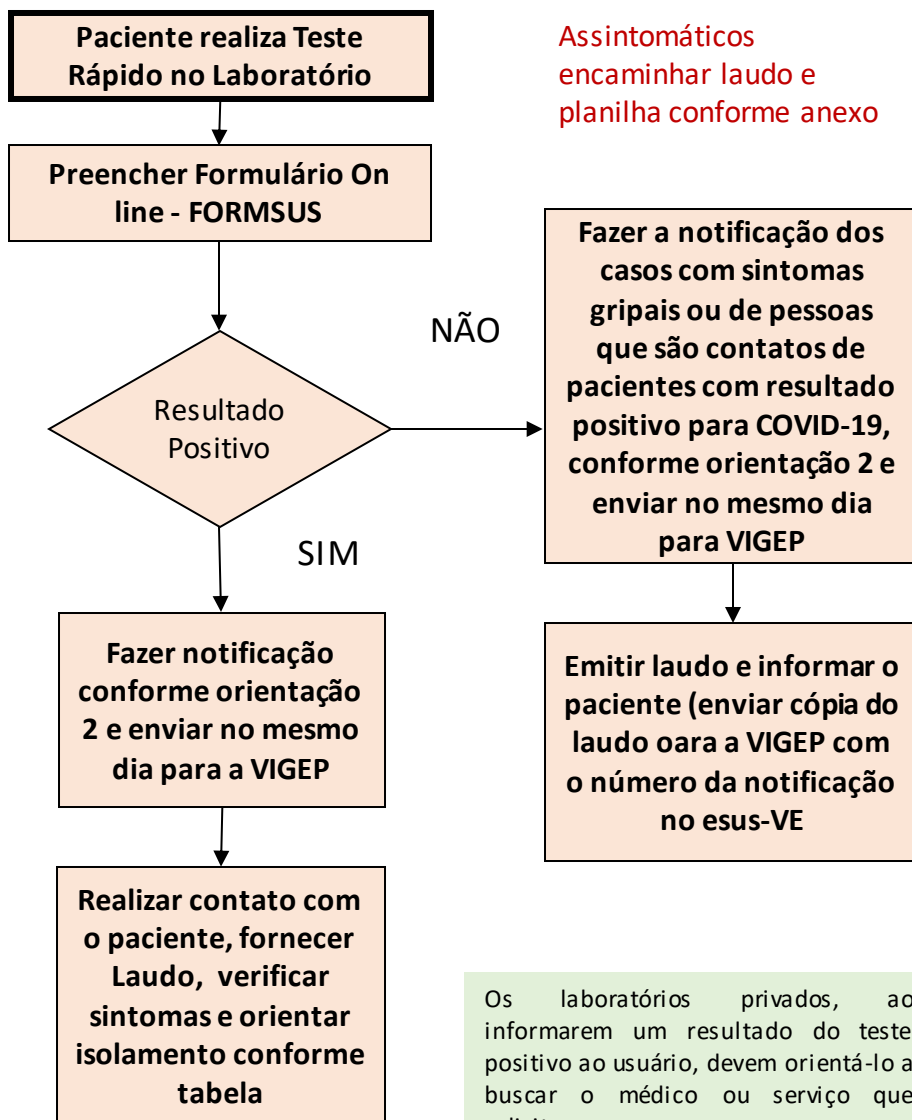 Paciente realiza Teste
Rápido no Laboratório
Assintomáticos
encaminhar laudo e
planilha conforme anexo
Preencher Formulário On
line - FORMSUS
Resultado
Positivo
NÃO
Fazer a notificação dos
casos com sintomas
gripais ou de pessoas
que são contatos de
pacientes com resultado
positivo para COVID-19,
conforme orientação 2 e
enviar no mesmo dia
para VIGEP
SIM
Fazer notificação
conforme orientação
2 e enviar no mesmo
dia para a VIGEP
Emitir laudo e informar o
paciente (enviar cópia do
laudo oara a VIGEP com
o número da notificação
no esus-VE
Realizar contato com
o paciente, fornecer
Laudo, verificar
sintomas e orientar
isolamento conforme
tabela
Os laboratórios privados, ao
informarem um resultado do teste
positivo ao usuário, devem orientá-lo a
buscar o médico ou serviço que